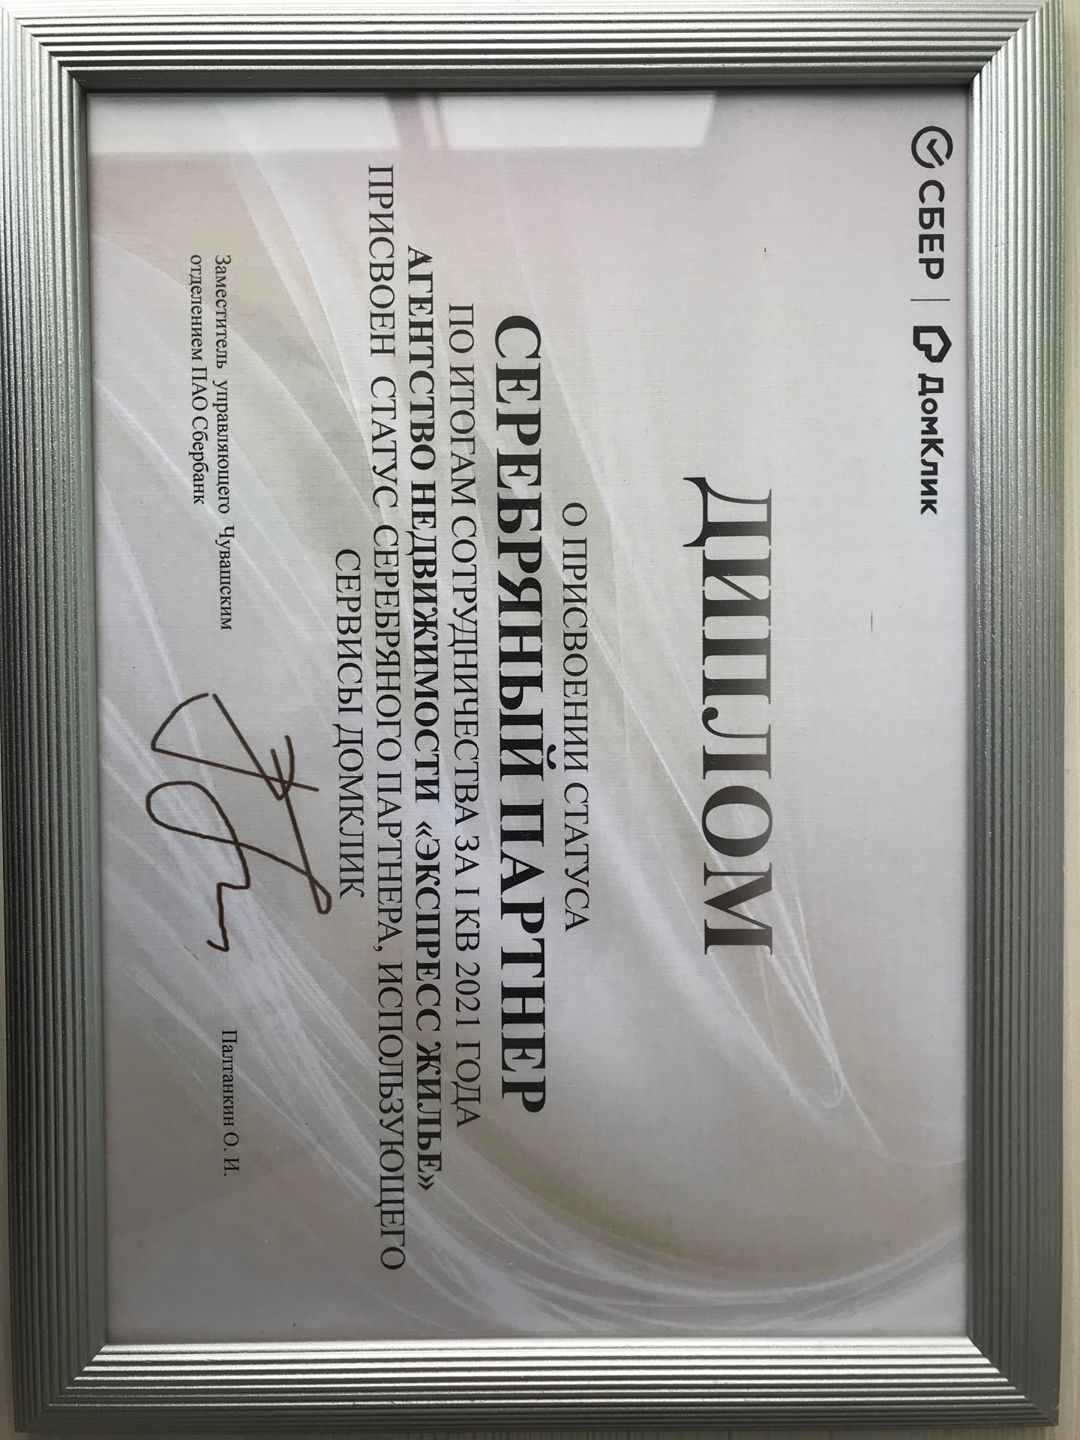 СБЕР | ДомКлик
ДИПЛОМ
О ПРИСВОЕНИИ СТАТУСА
СЕРЕБРЯНЫЙ ПАРТНЕР
ПО ИТОГАМ СОТРУДНИЧЕСТВА ЗА I КВ 2021 ГОДА
АГЕНТСТВО НЕДВИЖИМОСТИ «ЭКСПРЕСС ЖИЛЬЕ»
ПРИСВОЕН СТАТУС СЕРЕБРЯНОГО ПАРТНЕРА, ИСПОЛЬЗУЮЩЕГО
СЕРВИСЫ ДОМКЛИК
Заместитель управляющего Чувашским
отделением ПАО Сбербанк
Палтанкин О. И.